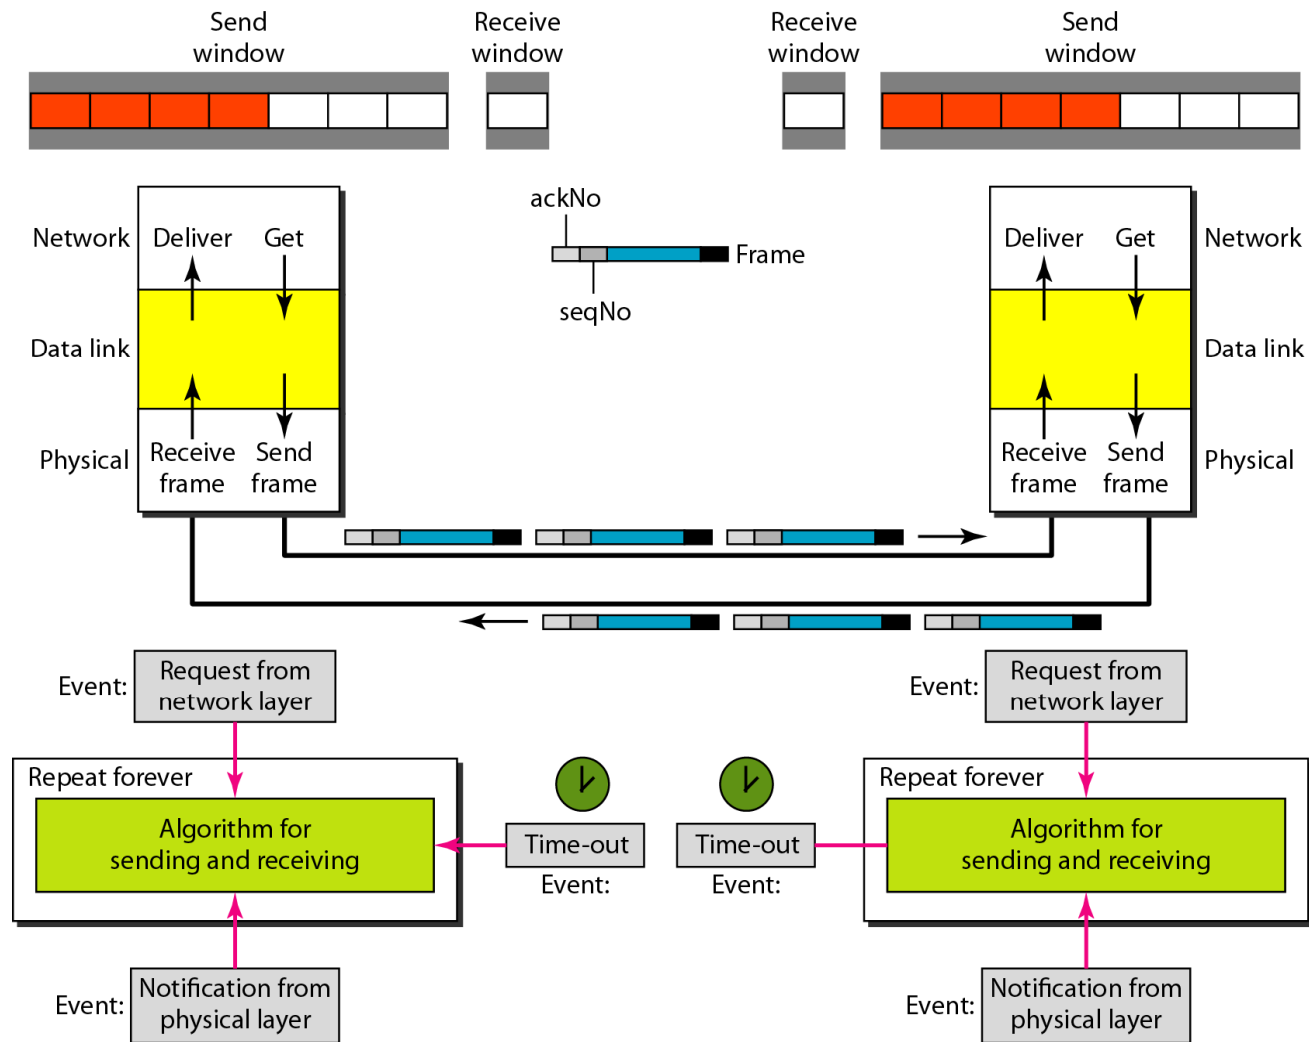 Send
window
Receive
window
Receive
window
Send
window
ackNo
Frame
seqNo
Network
Deliver
Get
Deliver
Get
Network
Data link
Data link
Physical
Receive
frame
Send
frame
Receive
frame
Send
frame
Physical
Event:
Request from
network layer
Event:
Request from
network layer
Repeat forever
Algorithm for
sending and receiving
Time-out
Event:
Time-out
Event:
Repeat forever
Algorithm for
sending and receiving
Event:
Notification from
physical layer
Event:
Notification from
physical layer